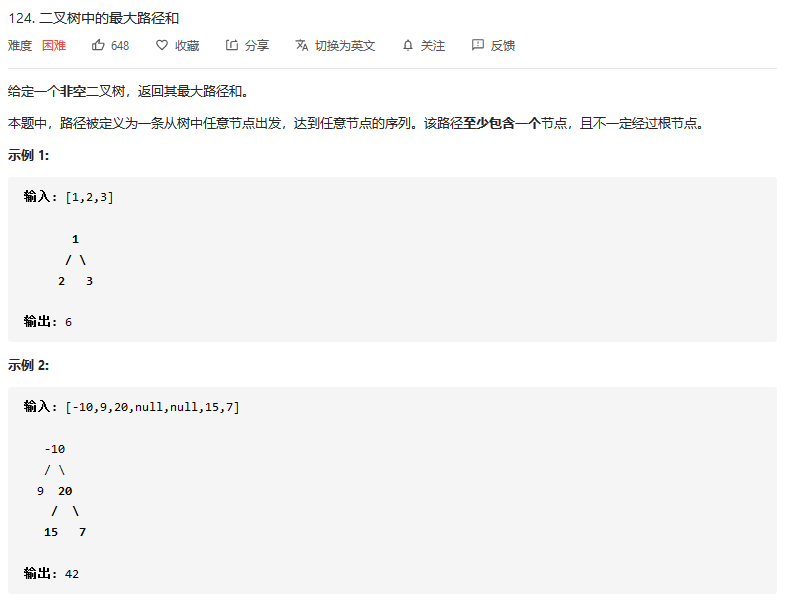 124. 二叉树中的最大路径和
难度 困难 648 收藏 分享 切换为英文 关注 反馈
给定一个非空二叉树，返回其最大路径和。
本题中，路径被定义为一条从树中任意节点出发，达到任意节点的序列。该路径至少包含一个节点，且不一定经过根节点。
示例 1:
输入: [1,2,3]
1
/ \
2 3
输出: 6
示例 2:
输入: [-10,9,20,null,null,15,7]
-10
/ \
9 20
/ \
15 7
输出: 42